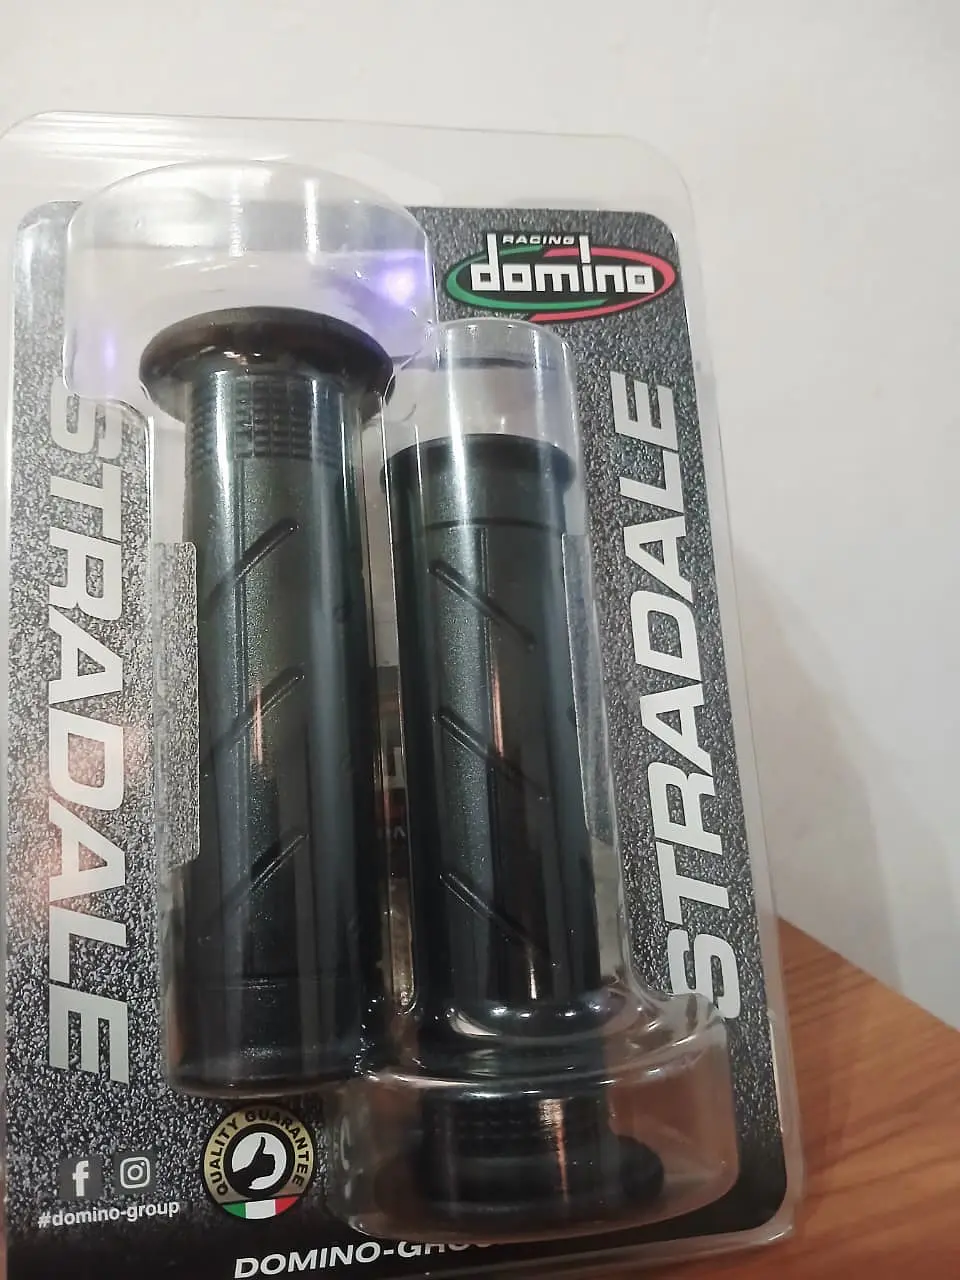 RACING
domino
STRADALE
STRADALE
QUALITY GUARANTEE
#domino-group